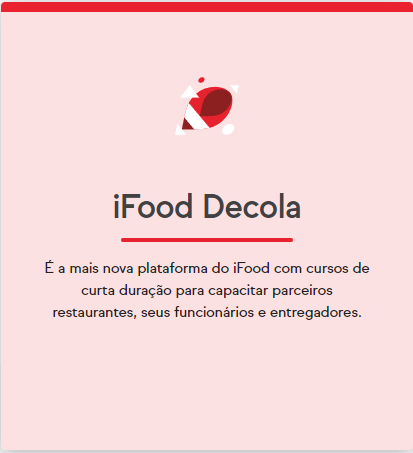 iFood Decola
É a mais nova plataforma do iFood com cursos de
curta duração para capacitar parceiros
restaurantes, seus funcionários e entregadores.